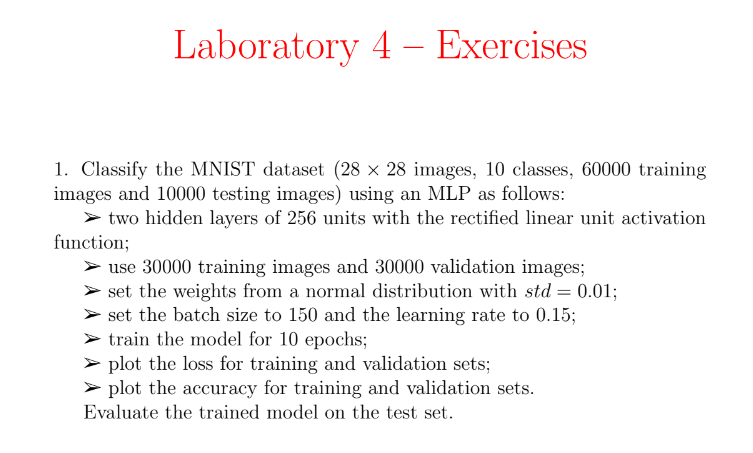 Laboratory 4 – Exercises
1. Classify the MNIST dataset (28 × 28 images, 10 classes, 60000 training
images and 10000 testing images) using an MLP as follows:
➢ two hidden layers of 256 units with the rectified linear unit activation
function;
➢ use 30000 training images and 30000 validation images;
➢ set the weights from a normal distribution with std = 0.01;
➢ set the batch size to 150 and the learning rate to 0.15;
➢ train the model for 10 epochs;
➢ plot the loss for training and validation sets;
➢ plot the accuracy for training and validation sets.
Evaluate the trained model on the test set.